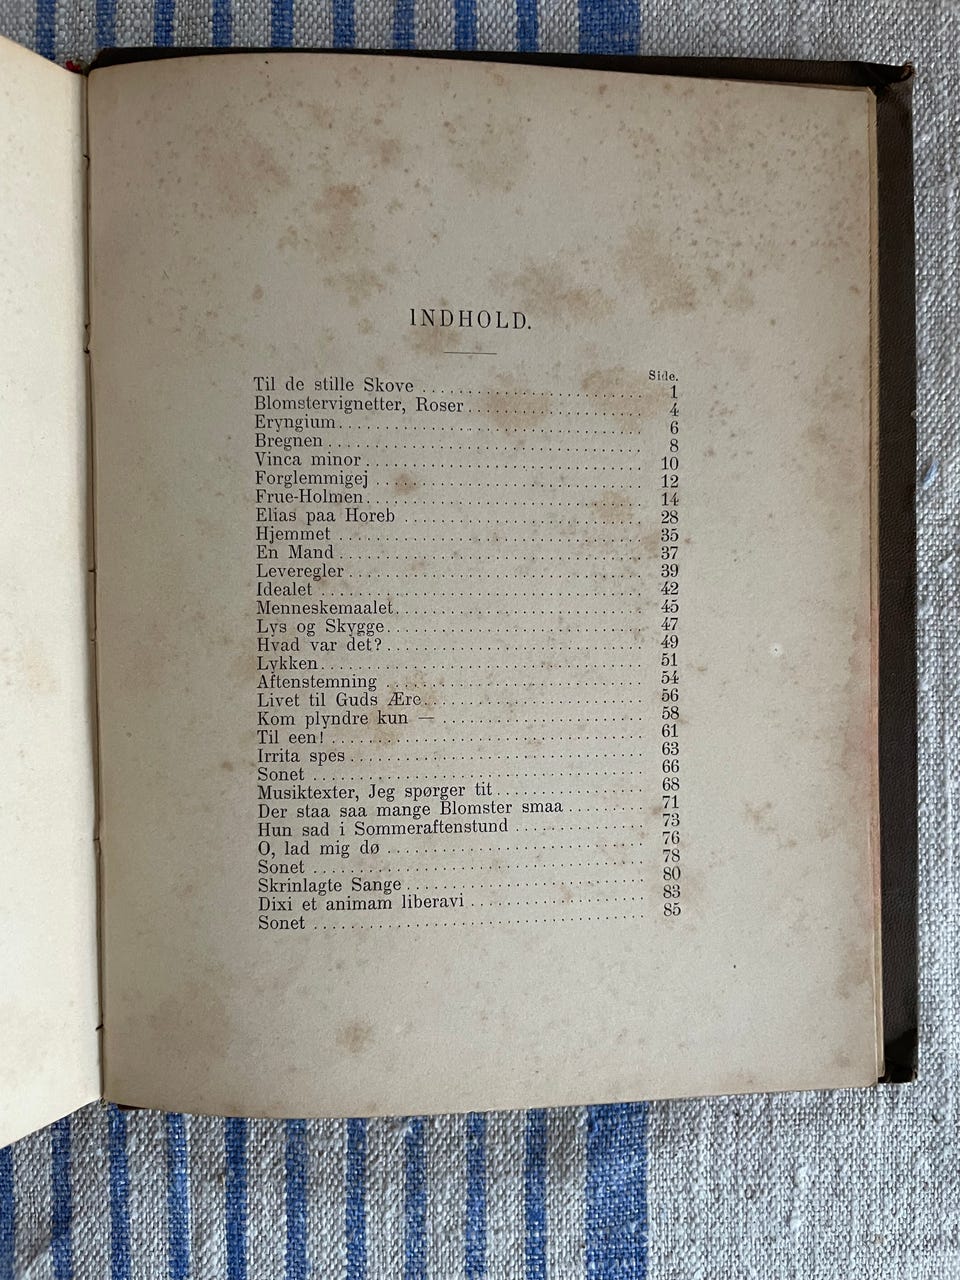 INDHOLD.
Side.
Til de stille Skove ........................ 1
Blomstervignetter, Roser ........................ 4
Eryngium ........................ 6
Bregnen ........................ 8
Vinca minor ........................ 10
Forglemmigej ........................ 12
Frue-Holmen ........................ 14
Elias paa Horeb ........................ 28
Hjemmet ........................ 35
En Mand ........................ 37
Leveregler ........................ 39
Idealet ........................ 42
Menneskemaalet ........................ 45
Lys og Skygge ........................ 47
Hvad var det? ........................ 49
Lykken ........................ 51
Aftenstemning ........................ 54
Livet til Guds Ære ........................ 56
Kom plyndre kun — ........................ 58
Til een! ........................ 61
Irrita spes ........................ 63
Sonet ........................ 66
Musiktexter, Jeg spørger tit ........................ 68
Der staa saa mange Blomster smaa ........................ 71
Hun sad i Sommeraftenstund ........................ 73
O, lad mig dø ........................ 76
Sonet ........................ 78
Skrinlagte Sange ........................ 80
Dixi et animam liberavi ........................ 83
Sonet ........................ 85